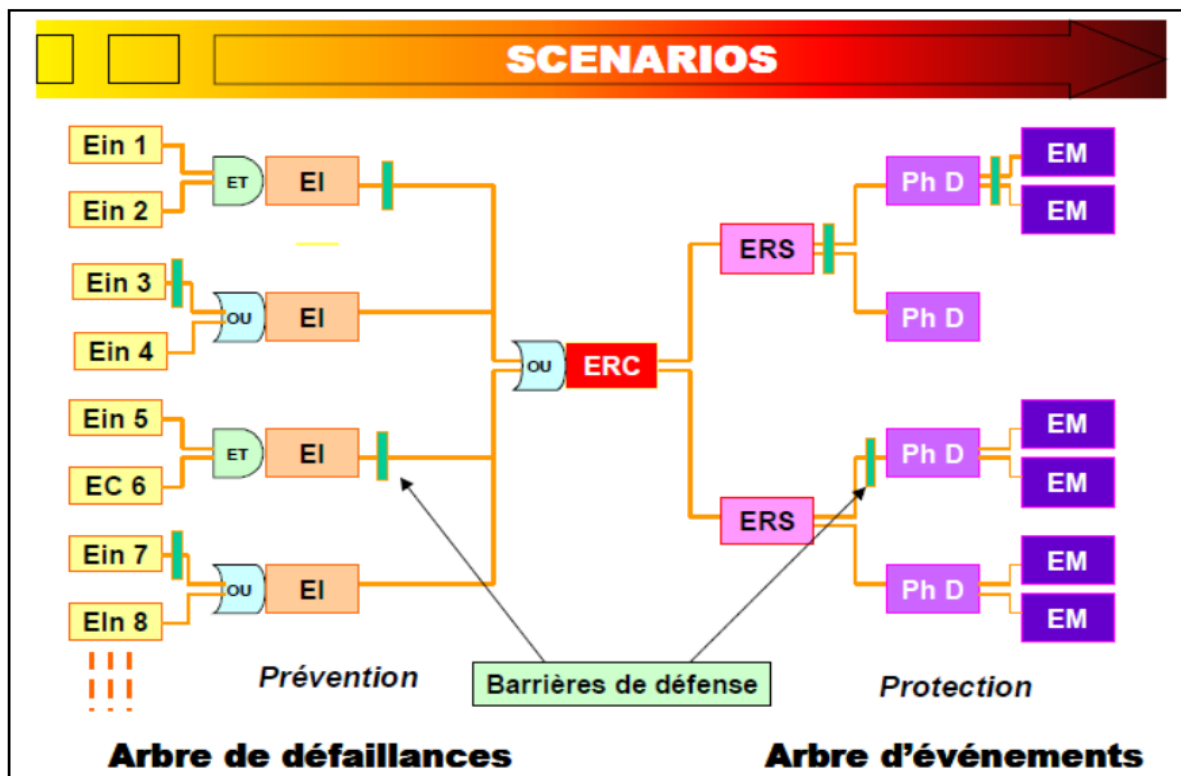 SCENARIOS
Ein 1
Ein 2
ET
EI
Ein 3
Ein 4
OU
EI
Ein 5
EC 6
ET
EI
Ein 7
EIn 8
OU
EI
OU
ERC
ERS
Ph D
EM
EM
Ph D
ERS
Ph D
EM
EM
Ph D
EM
EM
Prévention
Barrières de défense
Protection
Arbre de défaillances
Arbre d’événements